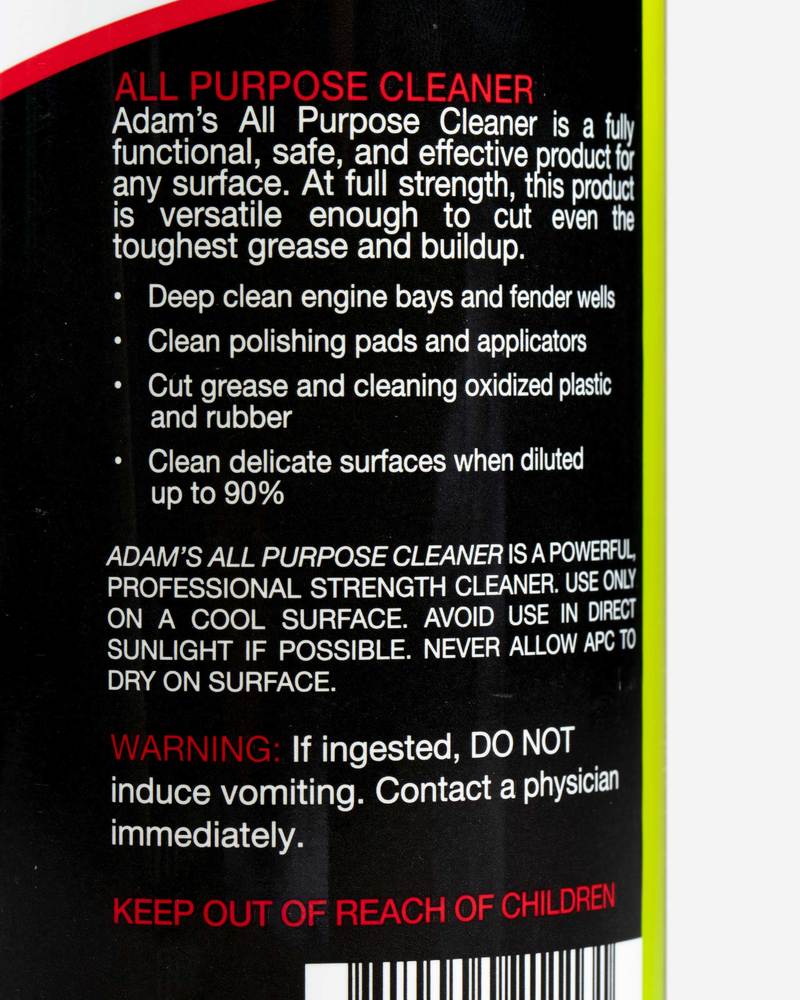 ALL PURPOSE CLEANER
Adam's All Purpose Cleaner is a fully
functional, safe, and effective product for
any surface. At full strength, this product
is versatile enough to cut even the
toughest grease and buildup.
• Deep clean engine bays and fender wells
• Clean polishing pads and applicators
• Cut grease and cleaning oxidized plastic
and rubber
• Clean delicate surfaces when diluted
up to 90%
ADAM'S ALL PURPOSE CLEANER IS A POWERFUL,
PROFESSIONAL STRENGTH CLEANER. USE ONLY
ON A COOL SURFACE. AVOID USE IN DIRECT
SUNLIGHT IF POSSIBLE. NEVER ALLOW APC TO
DRY ON SURFACE.
WARNING: If ingested, DO NOT
induce vomiting. Contact a physician
immediately.
KEEP OUT OF REACH OF CHILDREN